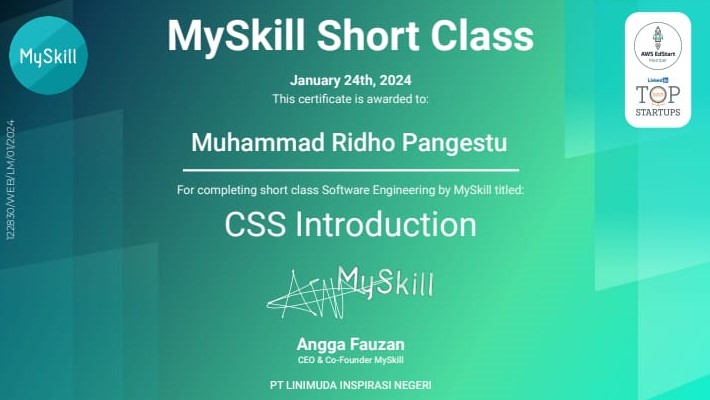 MySkill
MySkill Short Class
AWS EdStart
Member
LinkedIn
TOP
STARTUPS
January 24th, 2024
This certificate is awarded to:
Muhammad Ridho Pangestu
For completing short class Software Engineering by MySkill titled:
CSS Introduction
MySkill
Angga Fauzan
CEO & Co-Founder MySkill
PT LINIMUDA INSPIRASI NEGERI
122830/WEB/LM/01/2024